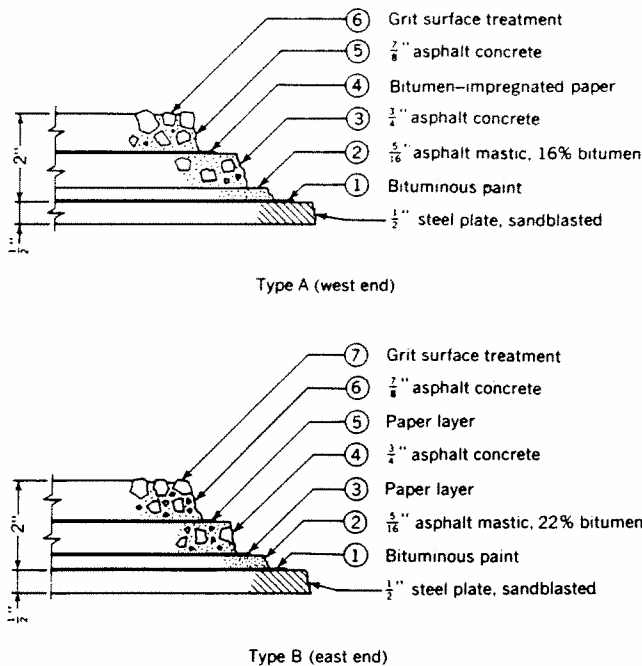 ⑥ Grit surface treatment
⑤ 7/8" asphalt concrete
④ Bitumen–impregnated paper
③ 3/4" asphalt concrete
② 5/16" asphalt mastic, 16% bitumen
① Bituminous paint
1/2" steel plate, sandblasted
2"
1/2"
Type A (west end)
⑦ Grit surface treatment
⑥ 7/8" asphalt concrete
⑤ Paper layer
④ 3/4" asphalt concrete
③ Paper layer
② 5/16" asphalt mastic, 22% bitumen
① Bituminous paint
1/2" steel plate, sandblasted
2"
1/2"
Type B (east end)